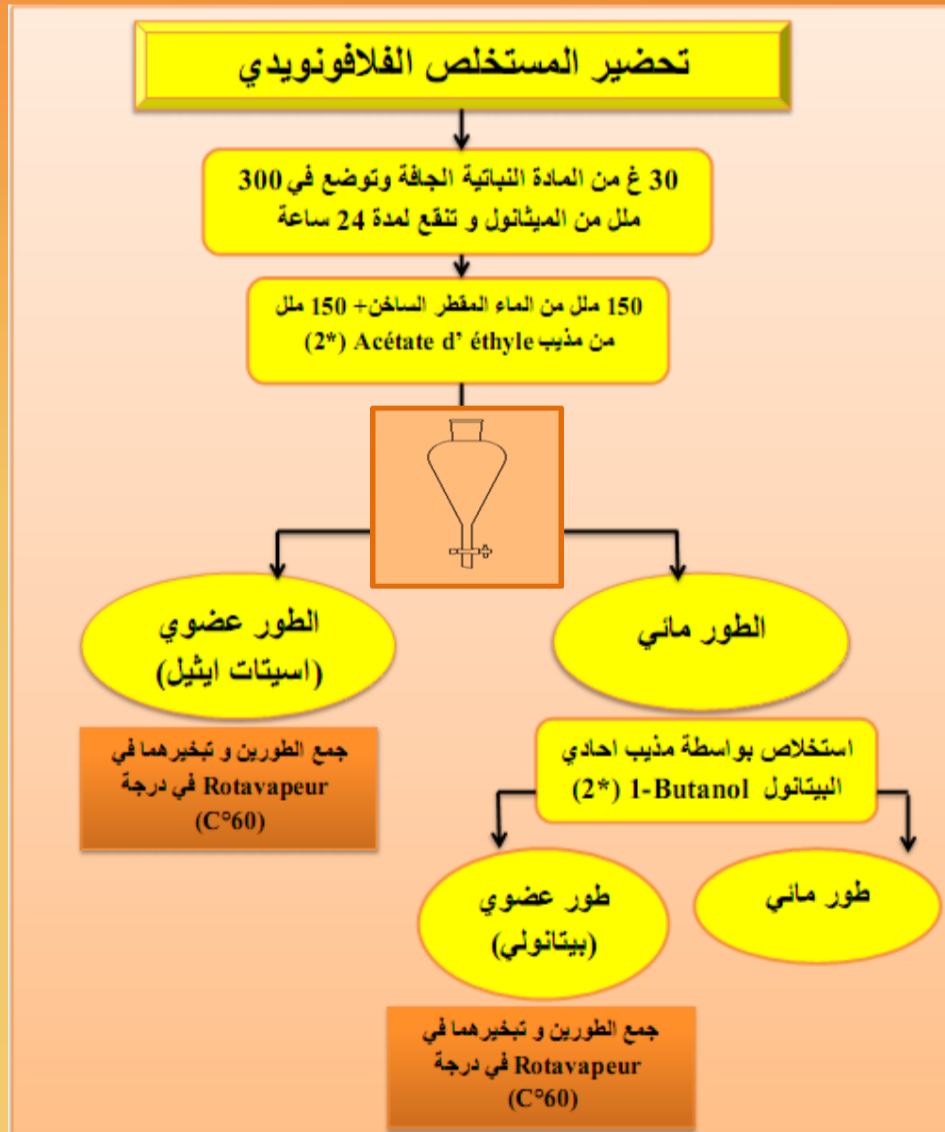 تحضير المستخلص الفلافونويدي
30 غ من المادة النباتية الجافة وتوضع في 300
ملل من الميثانول و تنقع لمدة 24 ساعة
150 ملل من الماء المقطر الساخن+ 150 ملل
من مذيب Acétate d’ éthyle (2*)
الطور عضوي
(اسيتات ايثيل)
الطور مائي
جمع الطورين و تبخيرهما في
Rotavapeur في درجة
(C°60)
استخلاص بواسطة مذيب احادي
البيتانول 1-Butanol (2*)
طور عضوي
(بيتانولي)
طور مائي
جمع الطورين و تبخيرهما في
Rotavapeur في درجة
(C°60)